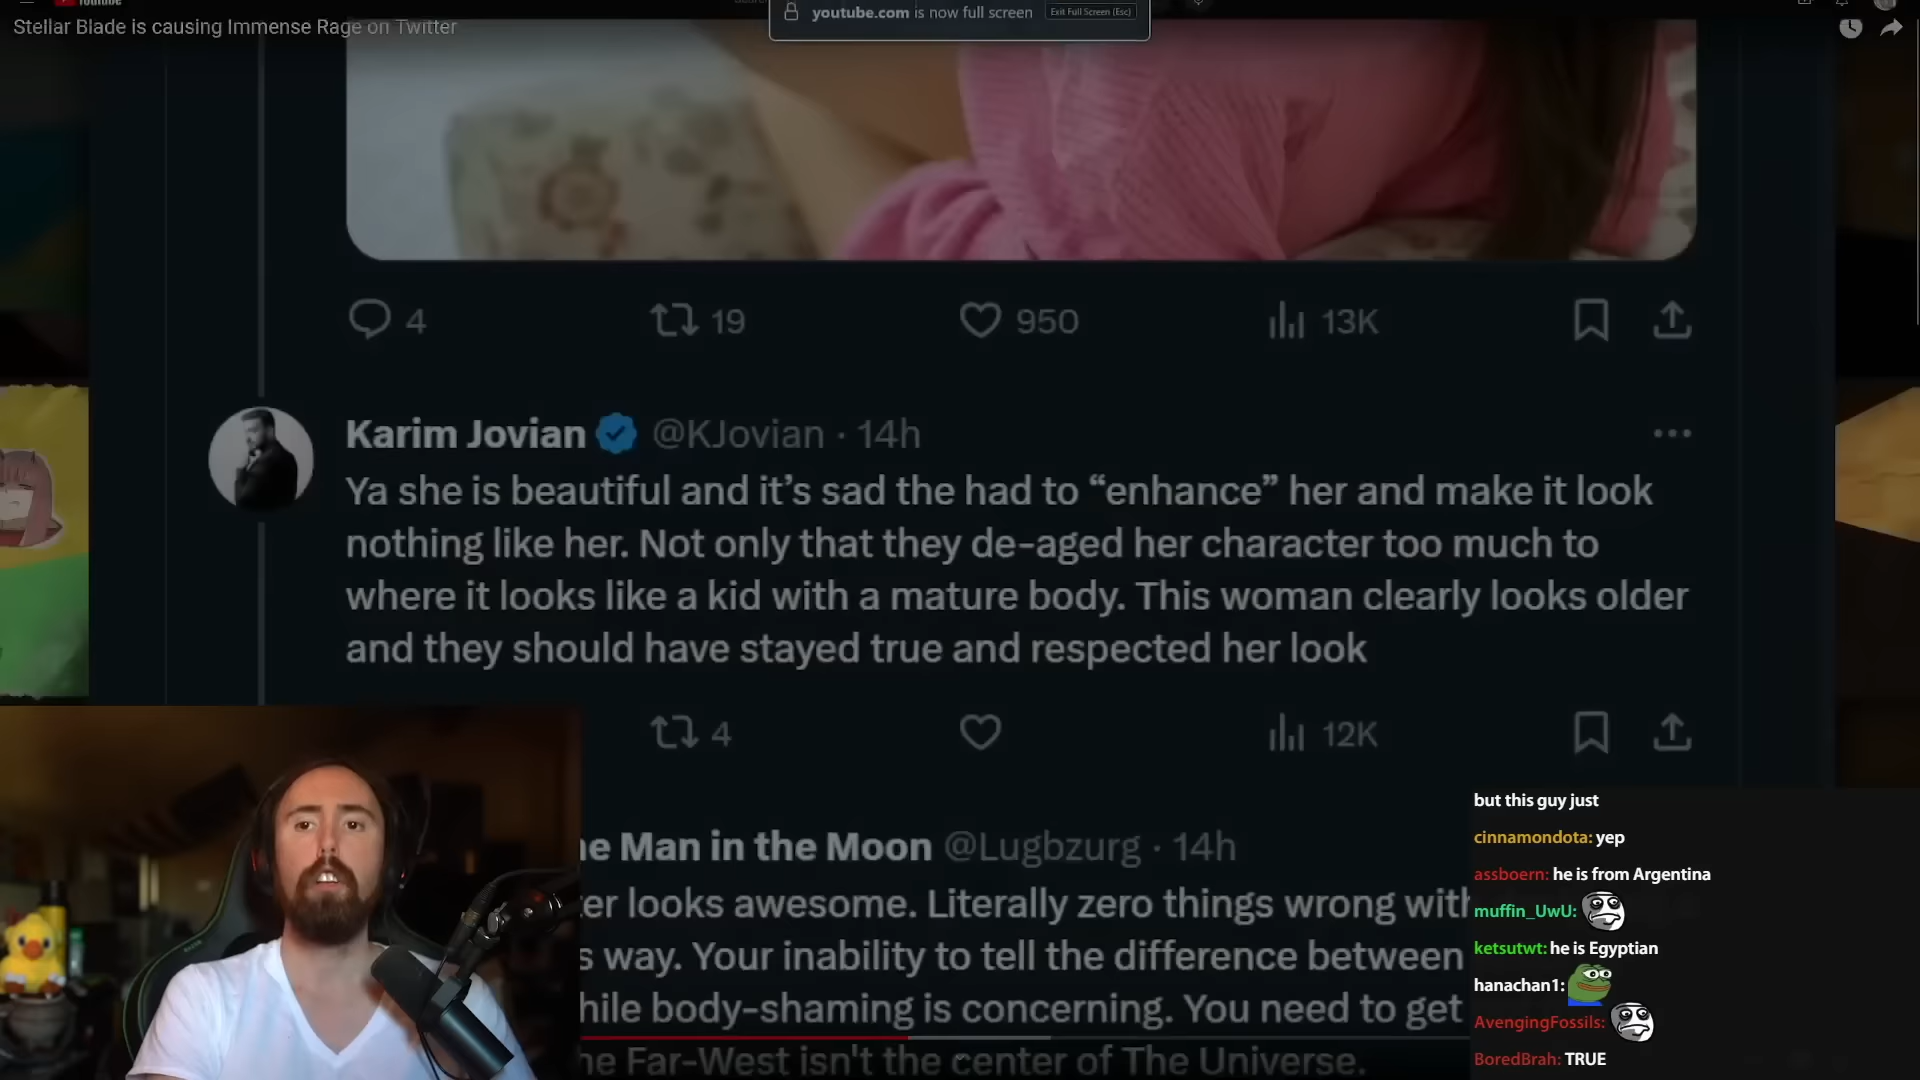 YouTube
Stellar Blade is causing Immense Rage on Twitter
youtube.com is now full screen
Exit Full Screen (Esc)
4
19
950
13K
Karim Jovian @KJovian · 14h
Ya she is beautiful and it’s sad the had to “enhance” her and make it look
nothing like her. Not only that they de-aged her character too much to
where it looks like a kid with a mature body. This woman clearly looks older
and they should have stayed true and respected her look
4
12K
Man in the Moon @Lugbzurg · 14h
looks awesome. Literally zero things wrong with
way. Your inability to tell the difference between
body-shaming is concerning. You need to get
Far-West isn't the center of The Universe.
but this guy just
cinnamondota: yep
assboern: he is from Argentina
muffin_UwU:
ketsutwt: he is Egyptian
hanachan1:
AvengingFossils:
BoredBrah: TRUE